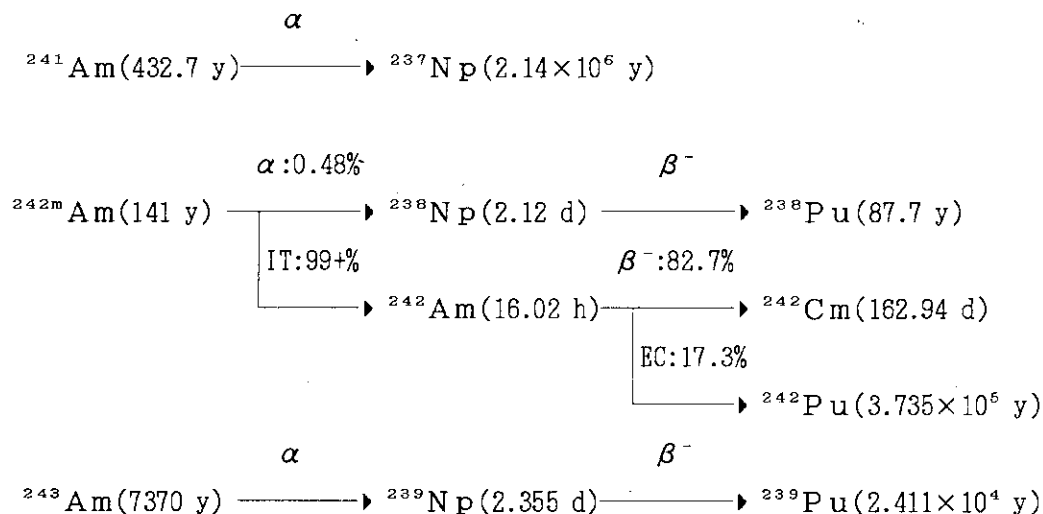 α
²⁴¹Am(432.7 y) ²³⁷Np(2.14×10⁶ y)
α:0.48% β⁻
²⁴²ᵐAm(141 y) ²³⁸Np(2.12 d) ²³⁸Pu(87.7 y)
IT:99+% β⁻:82.7%
²⁴²Am(16.02 h) ²⁴²Cm(162.94 d)
EC:17.3%
²⁴²Pu(3.735×10⁵ y)
α β⁻
²⁴³Am(7370 y) ²³⁹Np(2.355 d) ²³⁹Pu(2.411×10⁴ y)